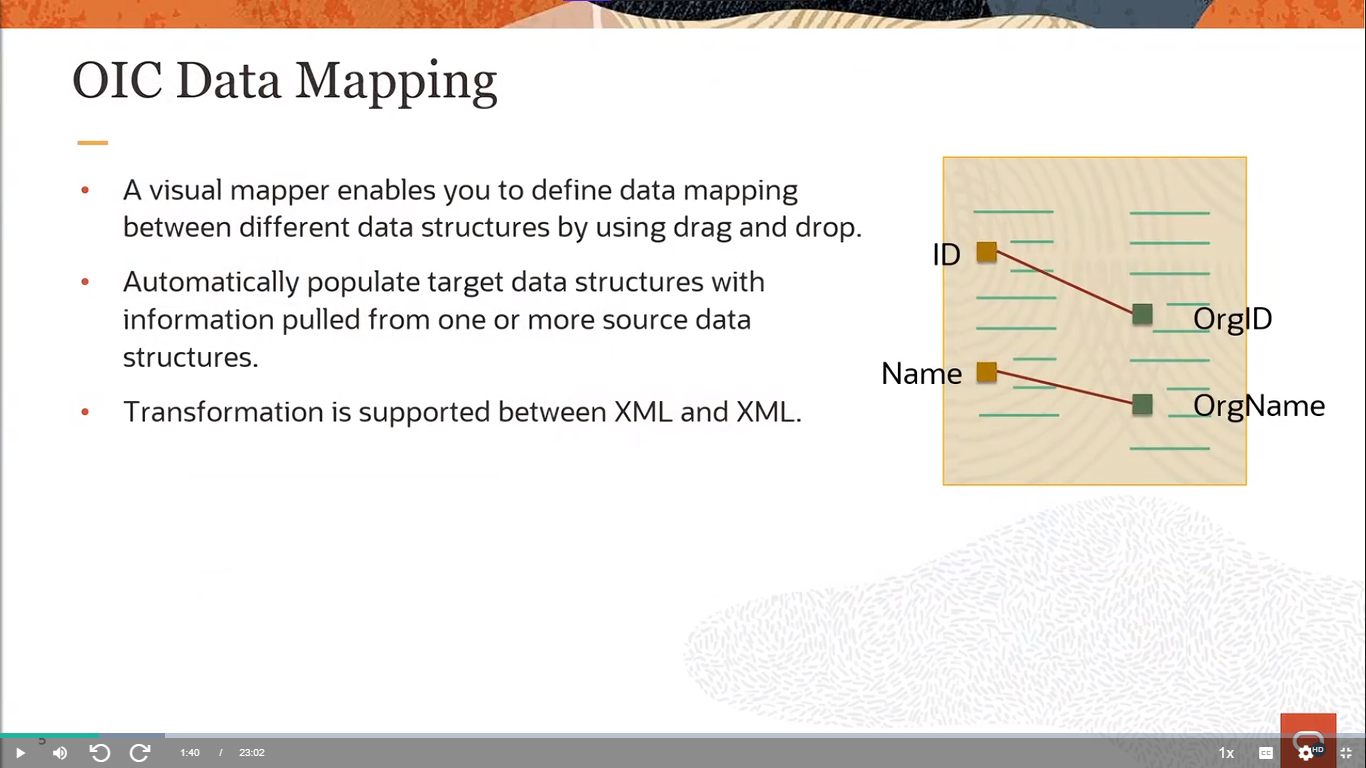 OIC Data Mapping
• A visual mapper enables you to define data mapping
between different data structures by using drag and drop.
• Automatically populate target data structures with
information pulled from one or more source data
structures.
• Transformation is supported between XML and XML.
ID
OrgID
Name
OrgName
5
1:40 / 23:02
1x
CC
HD